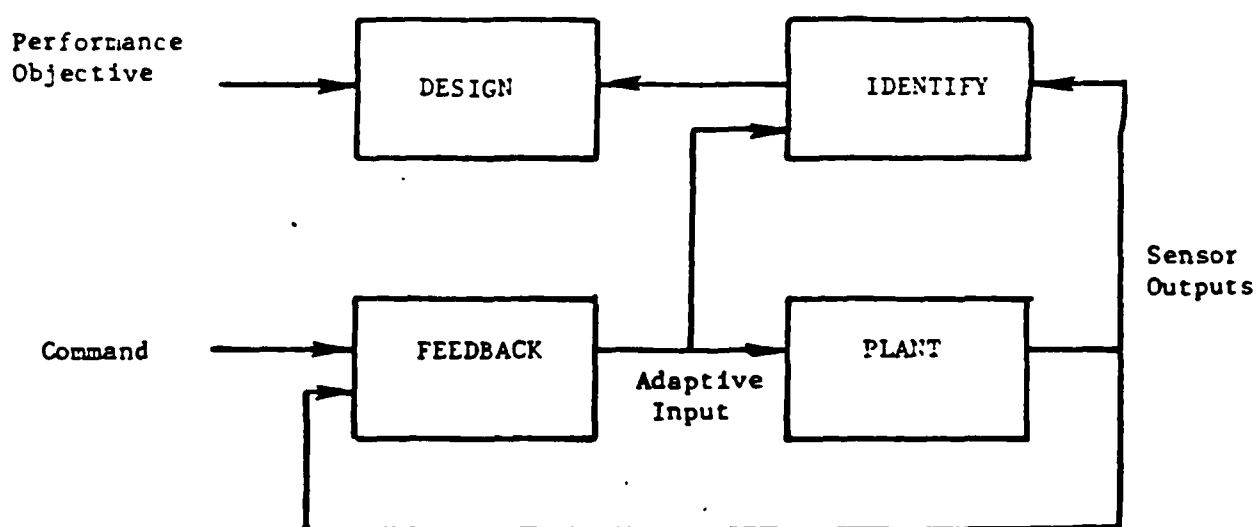 Performance
Objective
DESIGN
IDENTIFY
Sensor
Outputs
Command
FEEDBACK
PLANT
Adaptive
Input